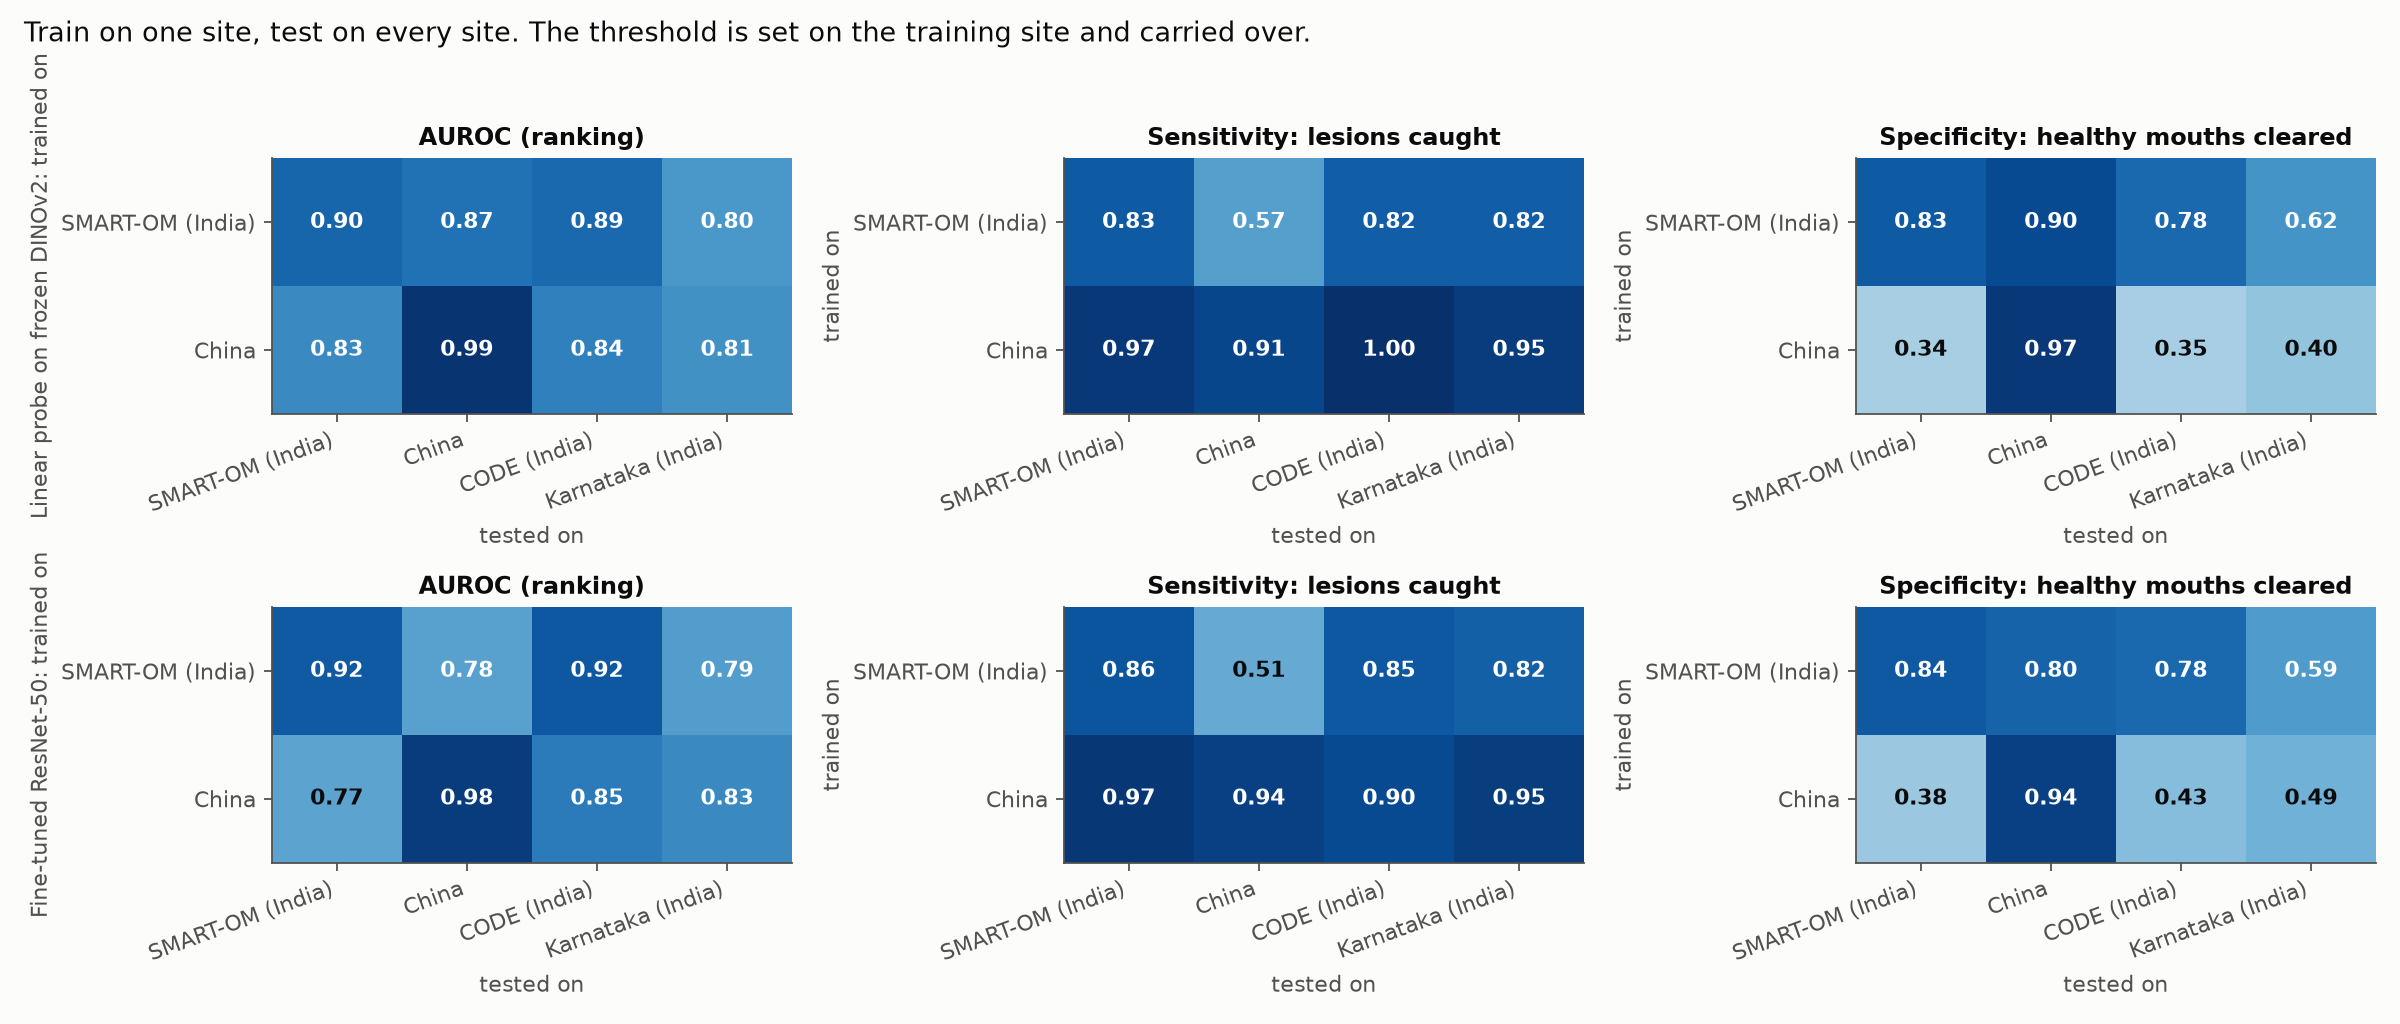 Train on one site, test on every site. The threshold is set on the training site and carried over.
Linear probe on frozen DINOv2: trained on
AUROC (ranking)
SMART-OM (India)
0.90 0.87 0.89 0.80
China
0.83 0.99 0.84 0.81
SMART-OM (India) China CODE (India) Karnataka (India)
tested on
trained on
Sensitivity: lesions caught
SMART-OM (India)
0.83 0.57 0.82 0.82
China
0.97 0.91 1.00 0.95
SMART-OM (India) China CODE (India) Karnataka (India)
tested on
trained on
Specificity: healthy mouths cleared
SMART-OM (India)
0.83 0.90 0.78 0.62
China
0.34 0.97 0.35 0.40
SMART-OM (India) China CODE (India) Karnataka (India)
tested on
Fine-tuned ResNet-50: trained on
AUROC (ranking)
SMART-OM (India)
0.92 0.78 0.92 0.79
China
0.77 0.98 0.85 0.83
SMART-OM (India) China CODE (India) Karnataka (India)
tested on
trained on
Sensitivity: lesions caught
SMART-OM (India)
0.86 0.51 0.85 0.82
China
0.97 0.94 0.90 0.95
SMART-OM (India) China CODE (India) Karnataka (India)
tested on
trained on
Specificity: healthy mouths cleared
SMART-OM (India)
0.84 0.80 0.78 0.59
China
0.38 0.94 0.43 0.49
SMART-OM (India) China CODE (India) Karnataka (India)
tested on